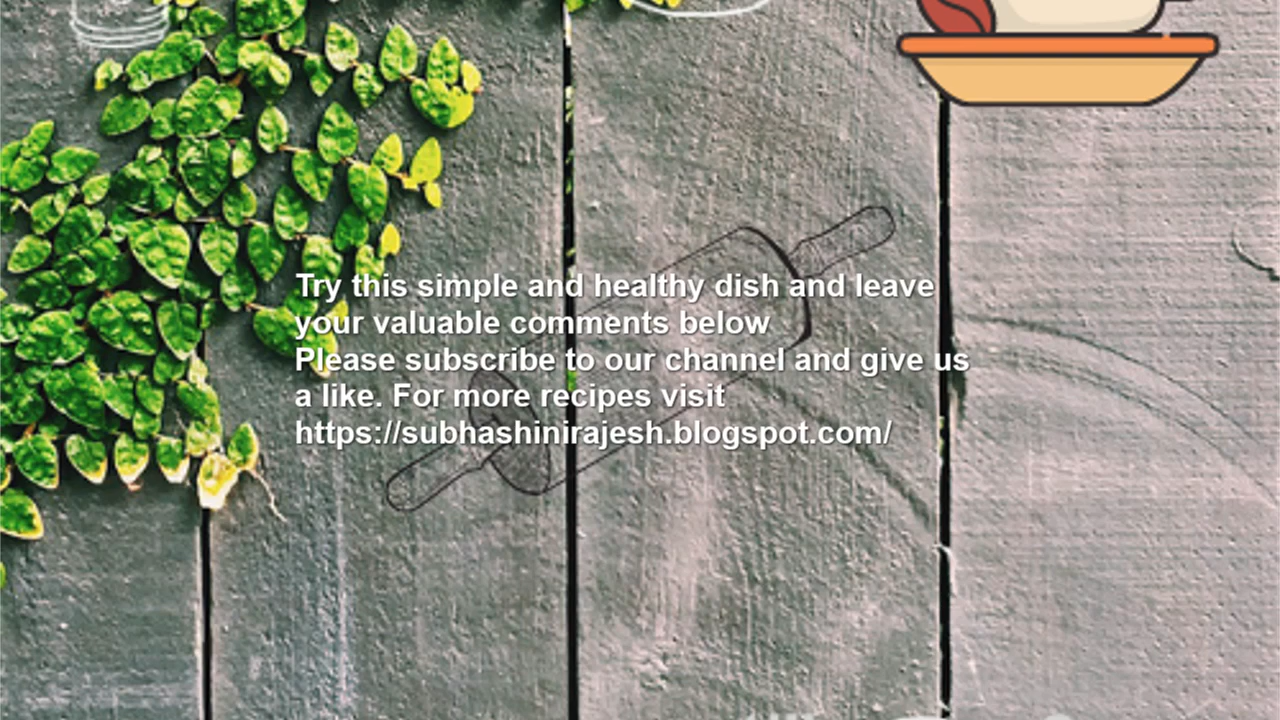 Try this simple and healthy dish and leave
your valuable comments below
Please subscribe to our channel and give us
a like. For more recipes visit
https://subhashinirajesh.blogspot.com/